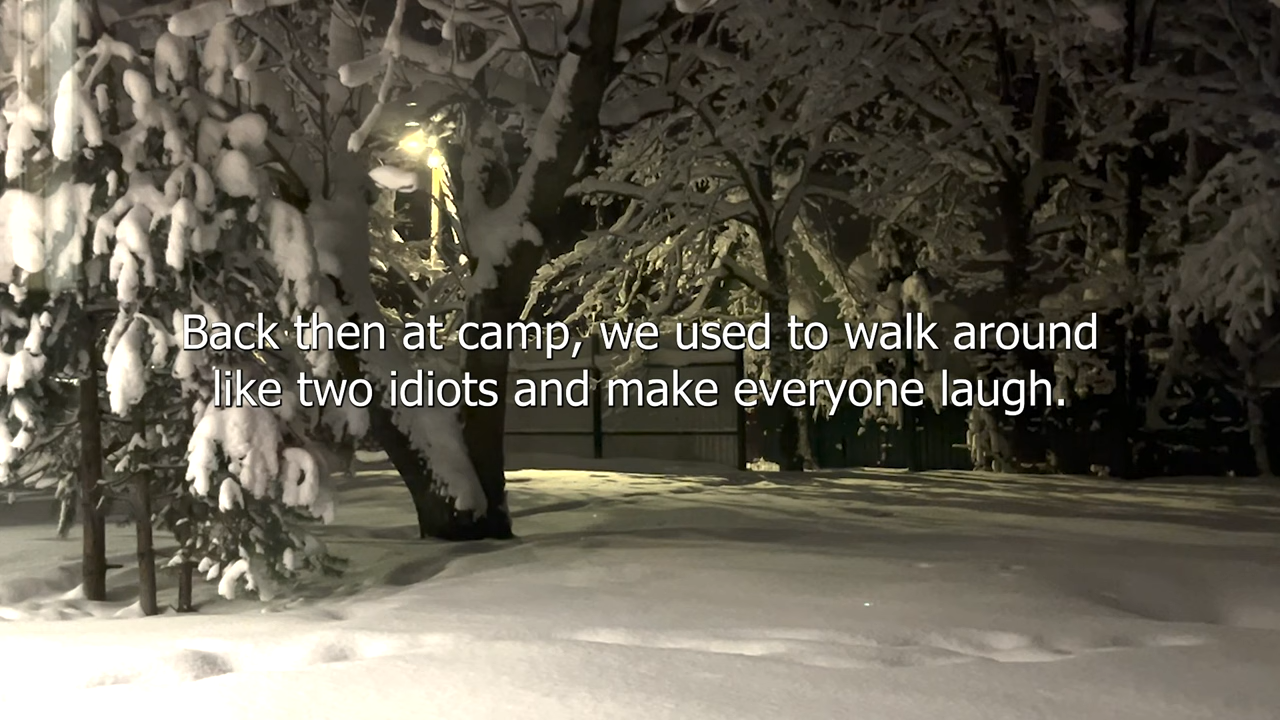 Back then at camp, we used to walk around
like two idiots and make everyone laugh.